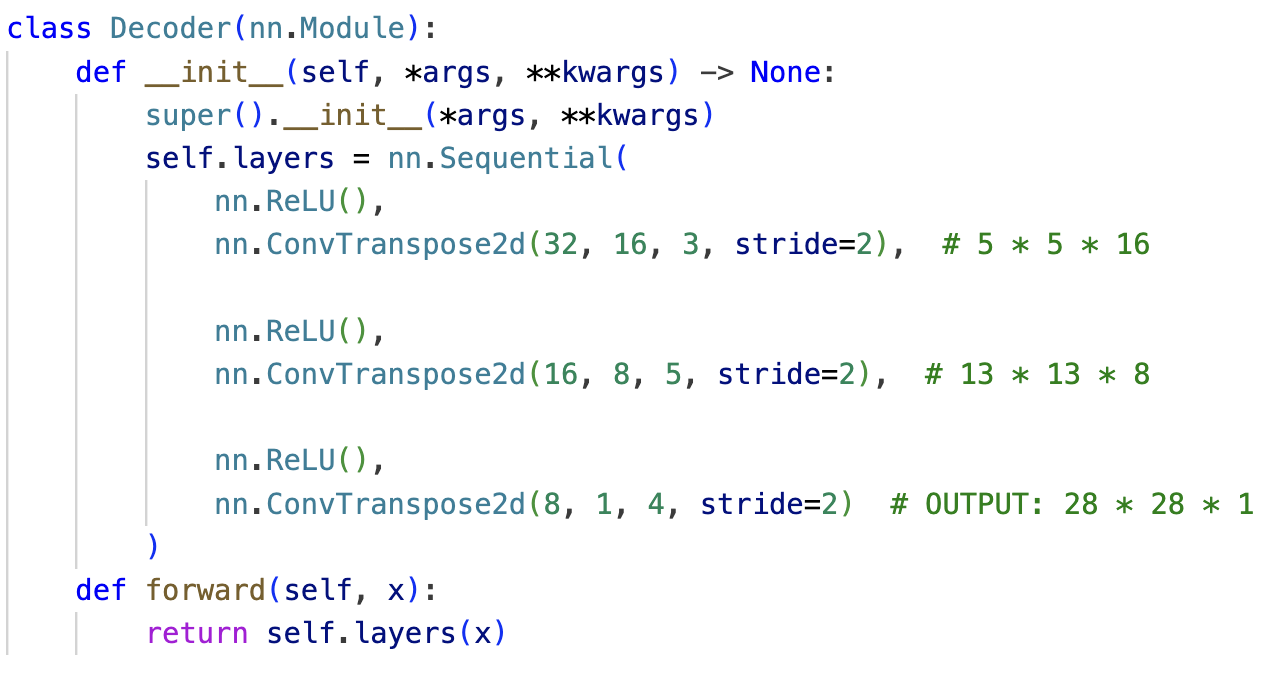 class Decoder(nn.Module):
    def __init__(self, *args, **kwargs) -> None:
        super().__init__(*args, **kwargs)
        self.layers = nn.Sequential(
            nn.ReLU(),
            nn.ConvTranspose2d(32, 16, 3, stride=2),  # 5 * 5 * 16
            nn.ReLU(),
            nn.ConvTranspose2d(16, 8, 5, stride=2),  # 13 * 13 * 8
            nn.ReLU(),
            nn.ConvTranspose2d(8, 1, 4, stride=2)  # OUTPUT: 28 * 28 * 1
        )
    def forward(self, x):
        return self.layers(x)